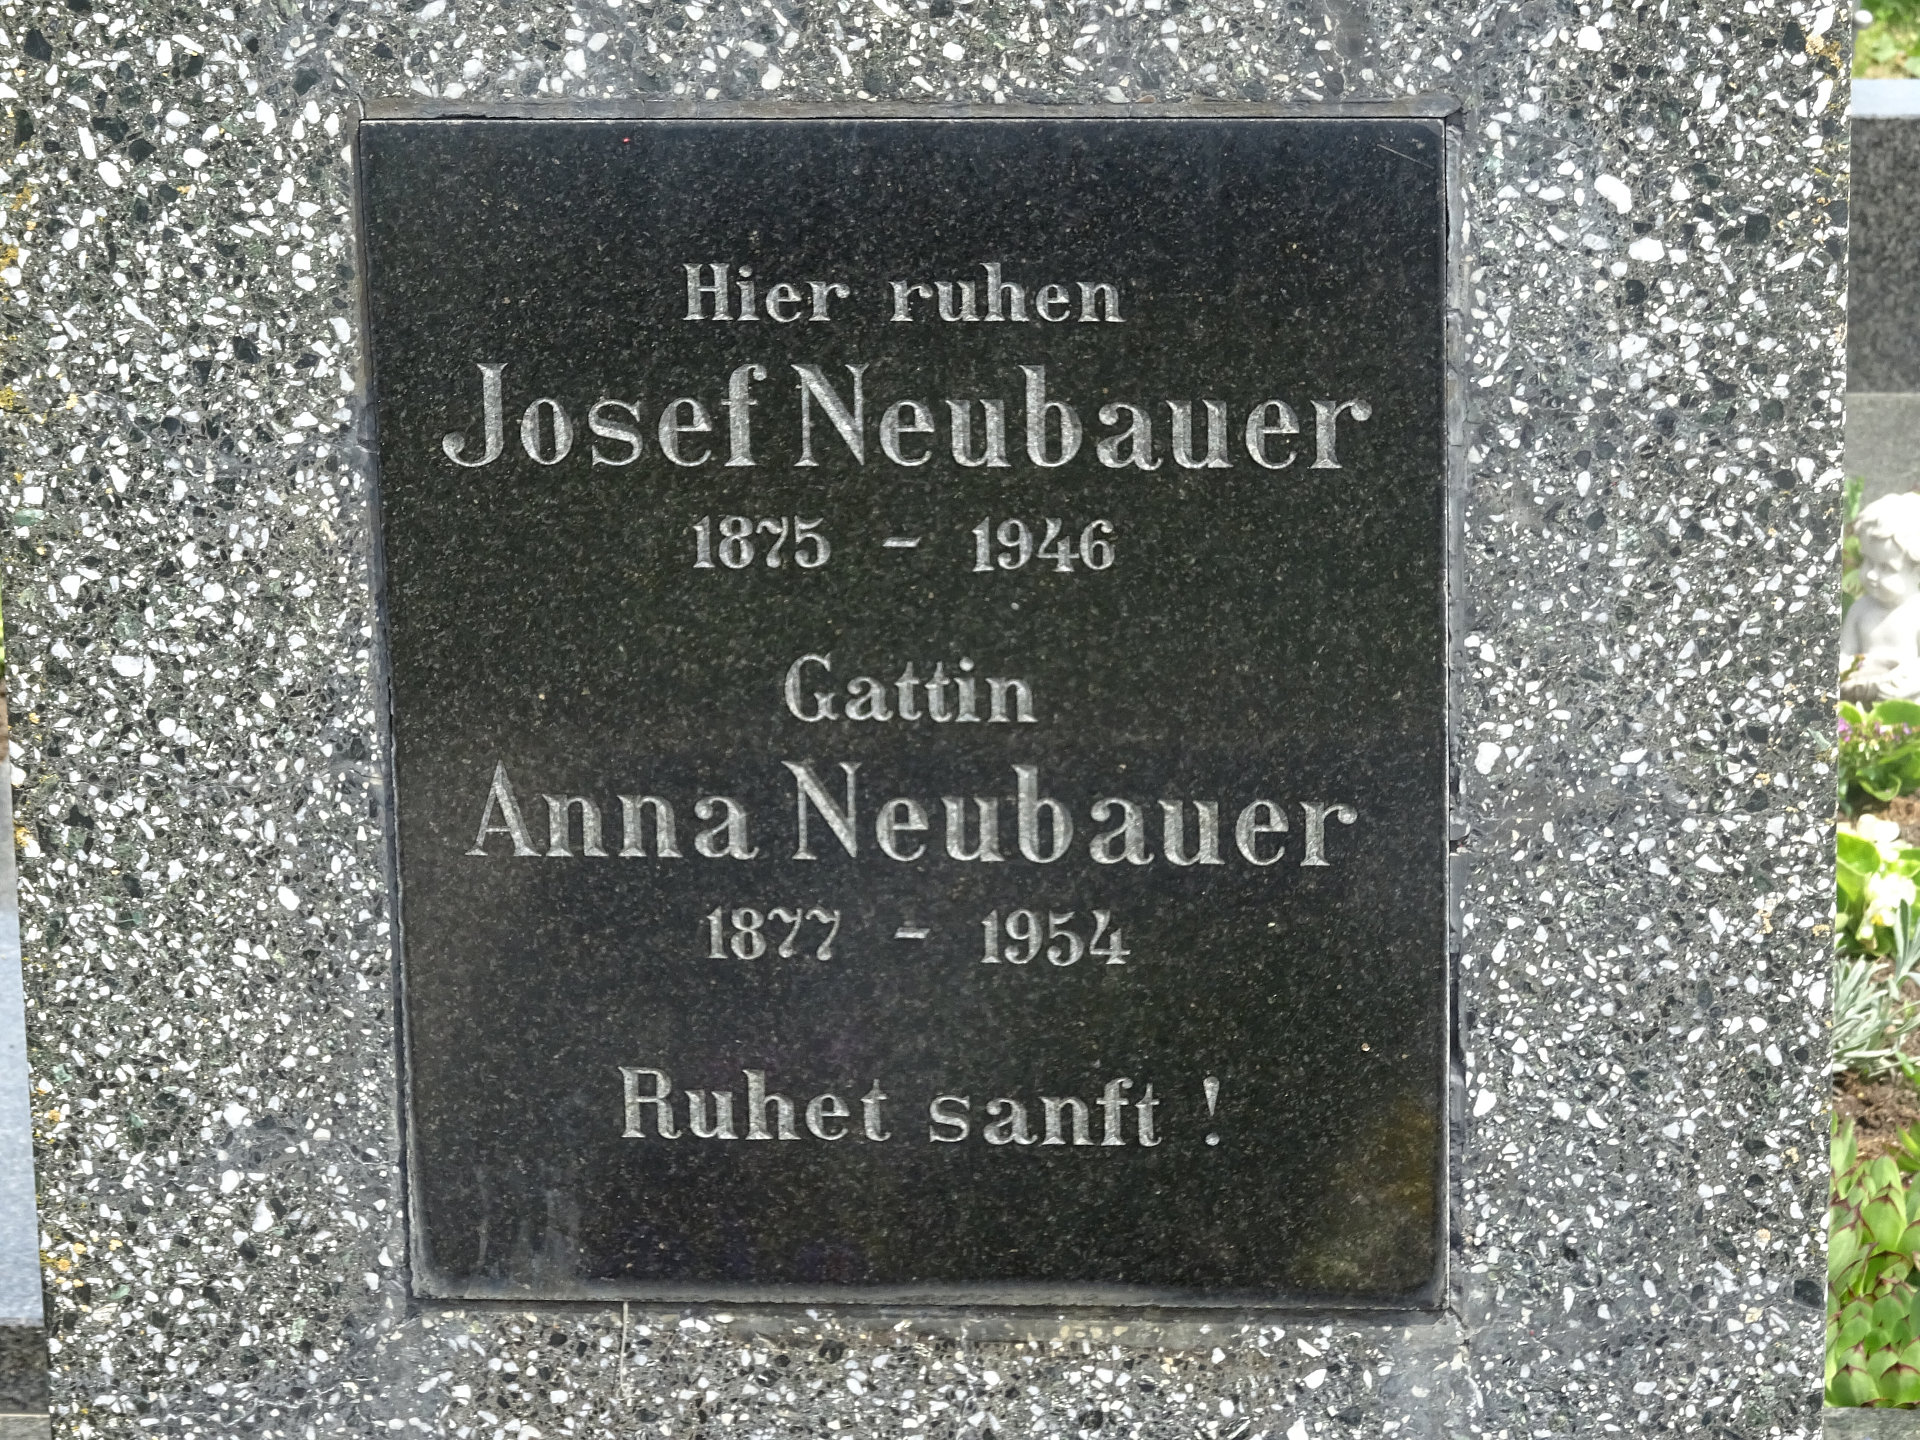 Hier ruhen
Josef Neubauer
1875 - 1946
Gattin
Anna Neubauer
1877 - 1954
Ruhet sanft !